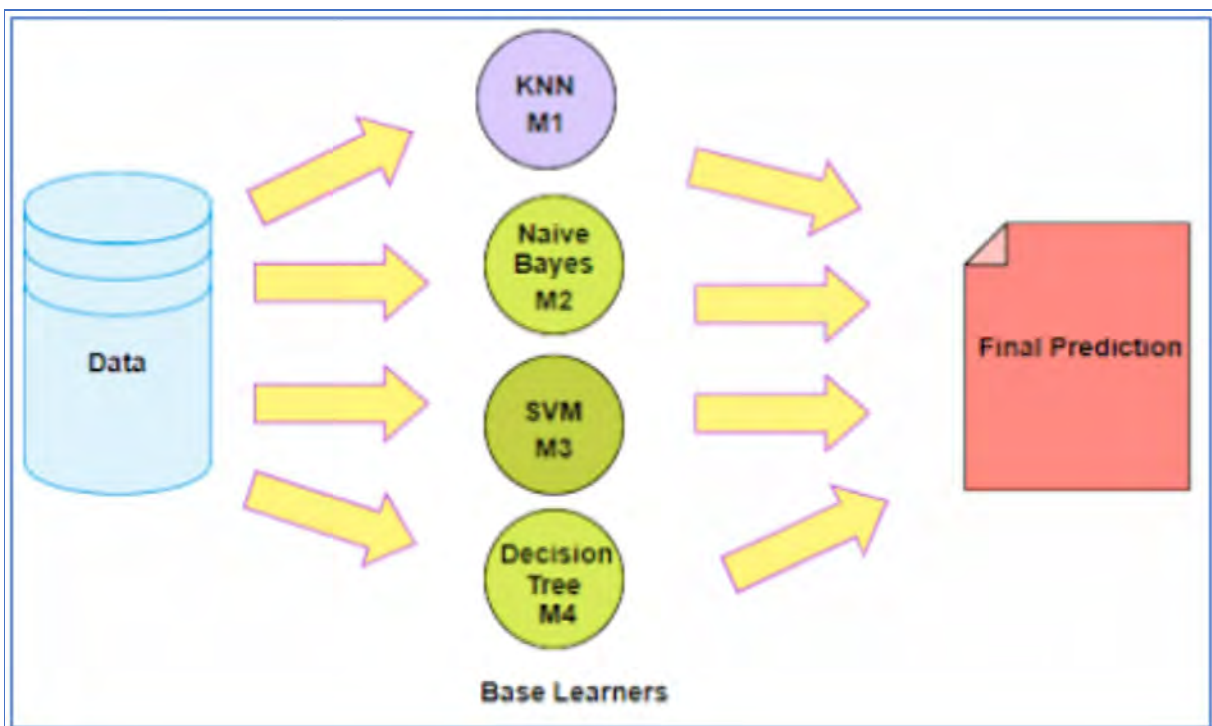 Data
KNN
M1
Naive
Bayes
M2
SVM
M3
Decision
Tree
M4
Base Learners
Final Prediction